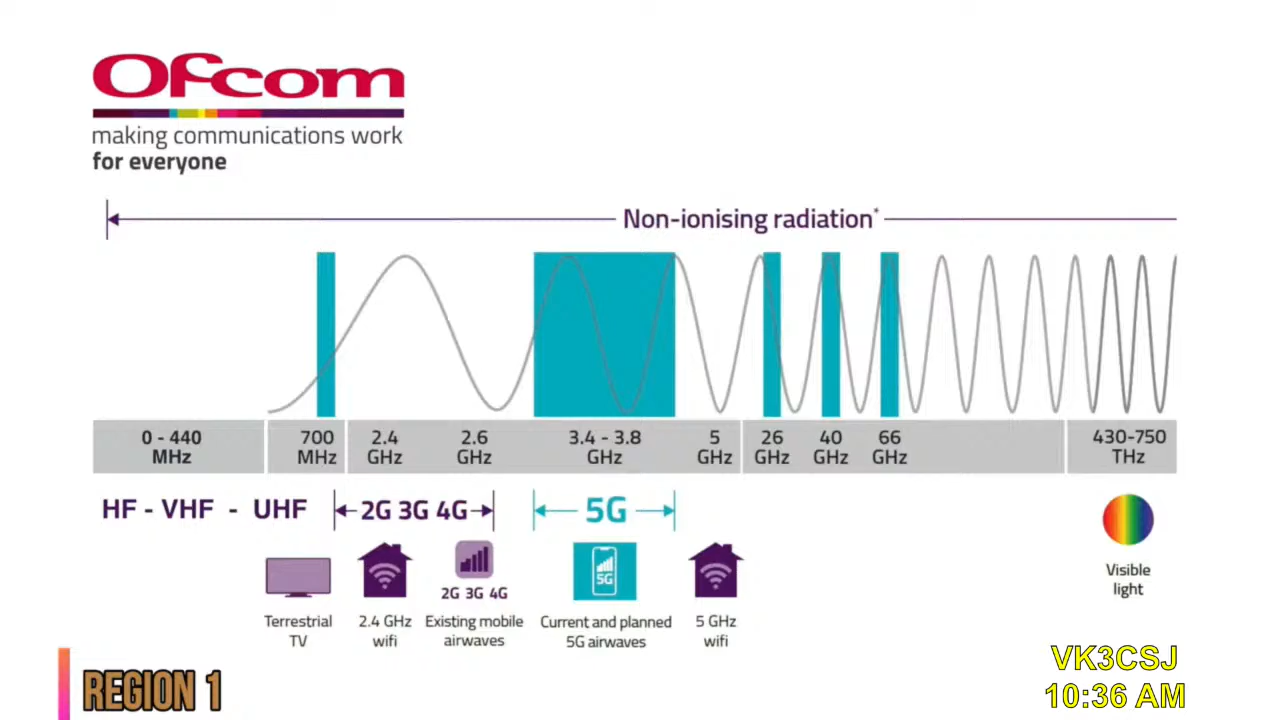 Ofcom
making communications work
for everyone
Non-ionising radiation*
0 - 440 MHz
700 MHz
2.4 GHz
2.6 GHz
3.4 - 3.8 GHz
5 GHz
26 GHz
40 GHz
66 GHz
430-750 THz
HF - VHF - UHF
2G 3G 4G
5G
5G
2G 3G 4G
Terrestrial
TV
2.4 GHz
wifi
Existing mobile
airwaves
Current and planned
5G airwaves
5 GHz
wifi
Visible
light
REGION 1
VK3CSJ
10:36 AM